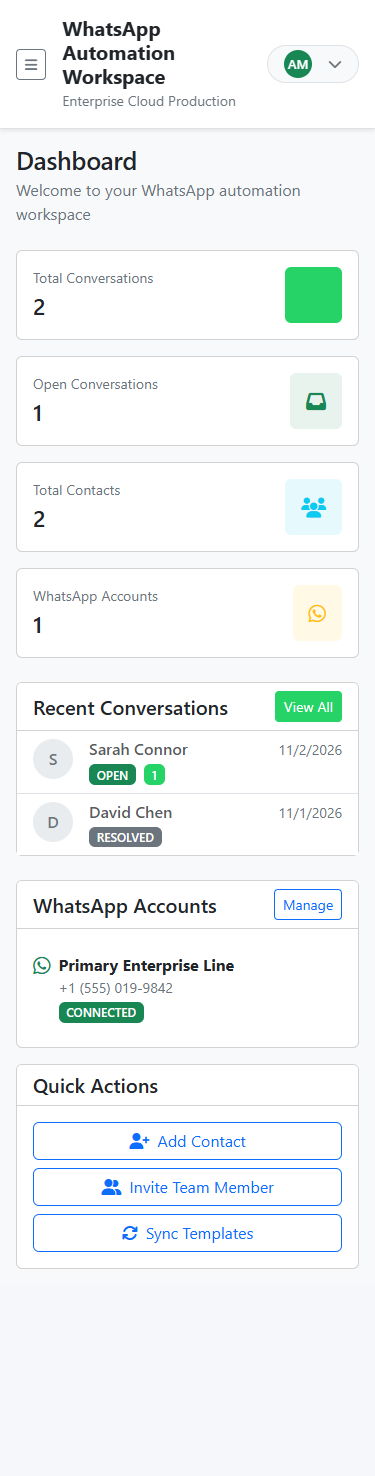 WhatsApp
Automation
Workspace
Enterprise Cloud Production
AM
Dashboard
Welcome to your WhatsApp automation
workspace
Total Conversations
2
Open Conversations
1
Total Contacts
2
WhatsApp Accounts
1
Recent Conversations
View All
S
Sarah Connor
11/2/2026
OPEN
1
D
David Chen
11/1/2026
RESOLVED
WhatsApp Accounts
Manage
Primary Enterprise Line
+1 (555) 019-9842
CONNECTED
Quick Actions
Add Contact
Invite Team Member
Sync Templates